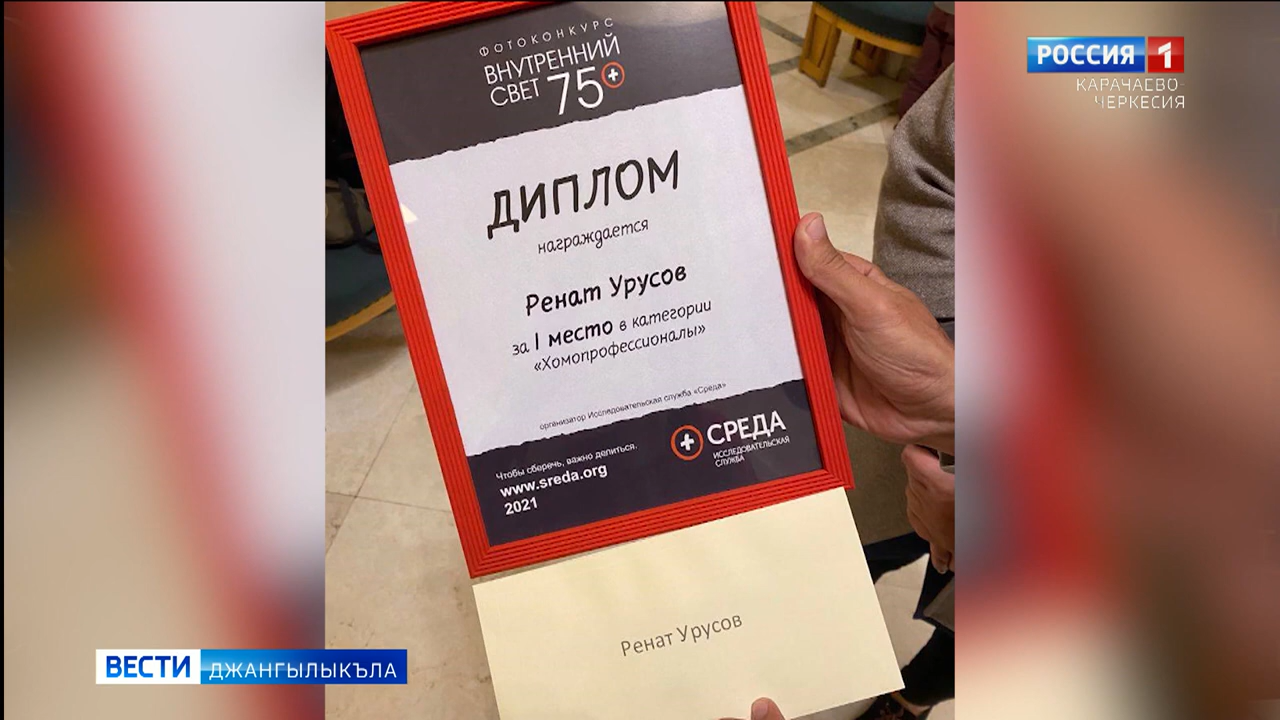 ФОТОКОНКУРС
ВНУТРЕННИЙ
СВЕТ 75+
ДИПЛОМ
награждается
Ренат Урусов
за I место в категории
«Хомопрофессионалы»
организатор Исследовательская служба «Среда»
Чтобы сберечь, важно делиться.
www.sreda.org
2021
СРЕДА
ИССЛЕДОВАТЕЛЬСКАЯ
СЛУЖБА
Ренат Урусов
РОССИЯ 1
КАРАЧАЕВО-
ЧЕРКЕСИЯ
ВЕСТИ ДЖАНГЫЛЫКЪЛА